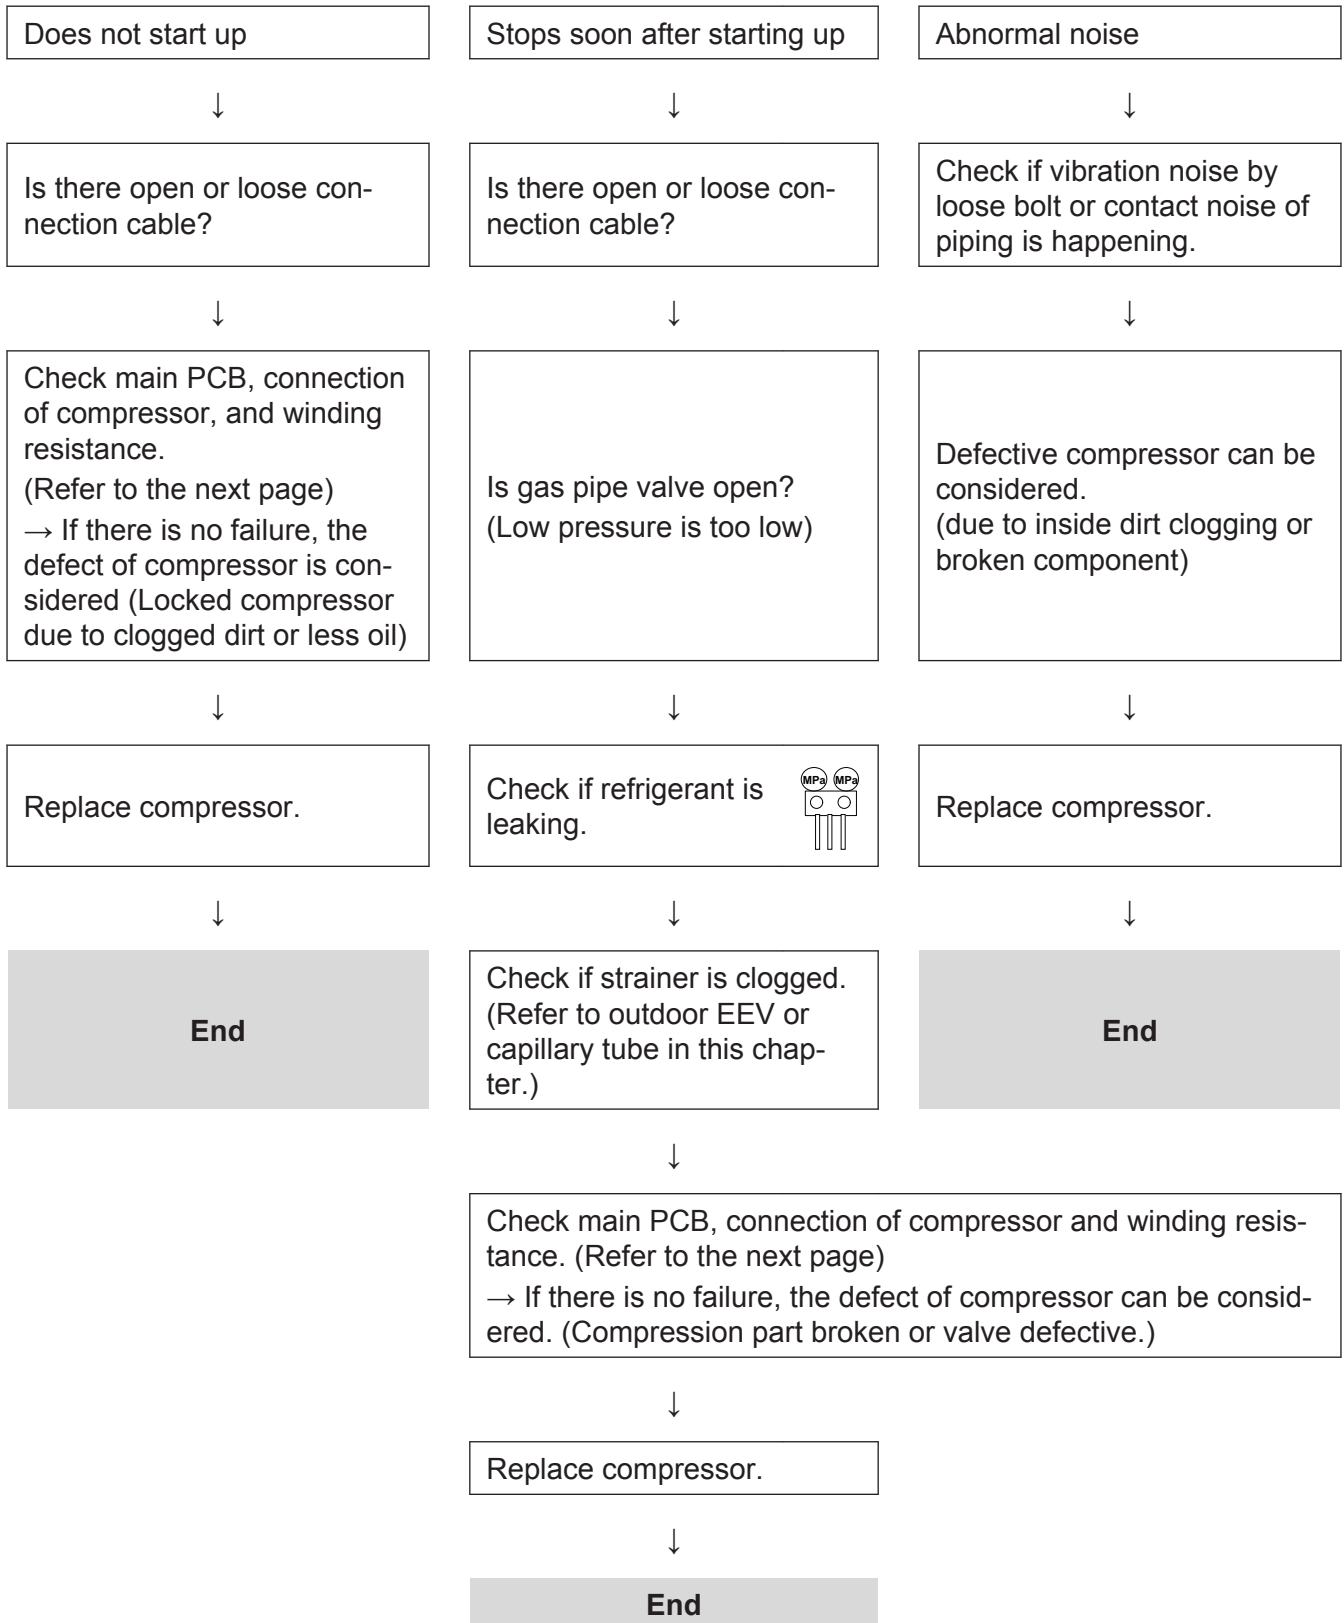 Does not start up
Stops soon after starting up
Abnormal noise
↓
↓
↓
Is there open or loose con-
nection cable?
Is there open or loose con-
nection cable?
Check if vibration noise by
loose bolt or contact noise of
piping is happening.
↓
↓
↓
Check main PCB, connection
of compressor, and winding
resistance.
(Refer to the next page)
→ If there is no failure, the
defect of compressor is con-
sidered (Locked compressor
due to clogged dirt or less oil)
Is gas pipe valve open?
(Low pressure is too low)
Defective compressor can be
considered.
(due to inside dirt clogging or
broken component)
↓
↓
↓
Replace compressor.
Check if refrigerant is
leaking.
MPa MPa
Replace compressor.
↓
↓
↓
End
Check if strainer is clogged.
(Refer to outdoor EEV or
capillary tube in this chap-
ter.)
End
↓
Check main PCB, connection of compressor and winding resis-
tance. (Refer to the next page)
→ If there is no failure, the defect of compressor can be consid-
ered. (Compression part broken or valve defective.)
↓
Replace compressor.
↓
End